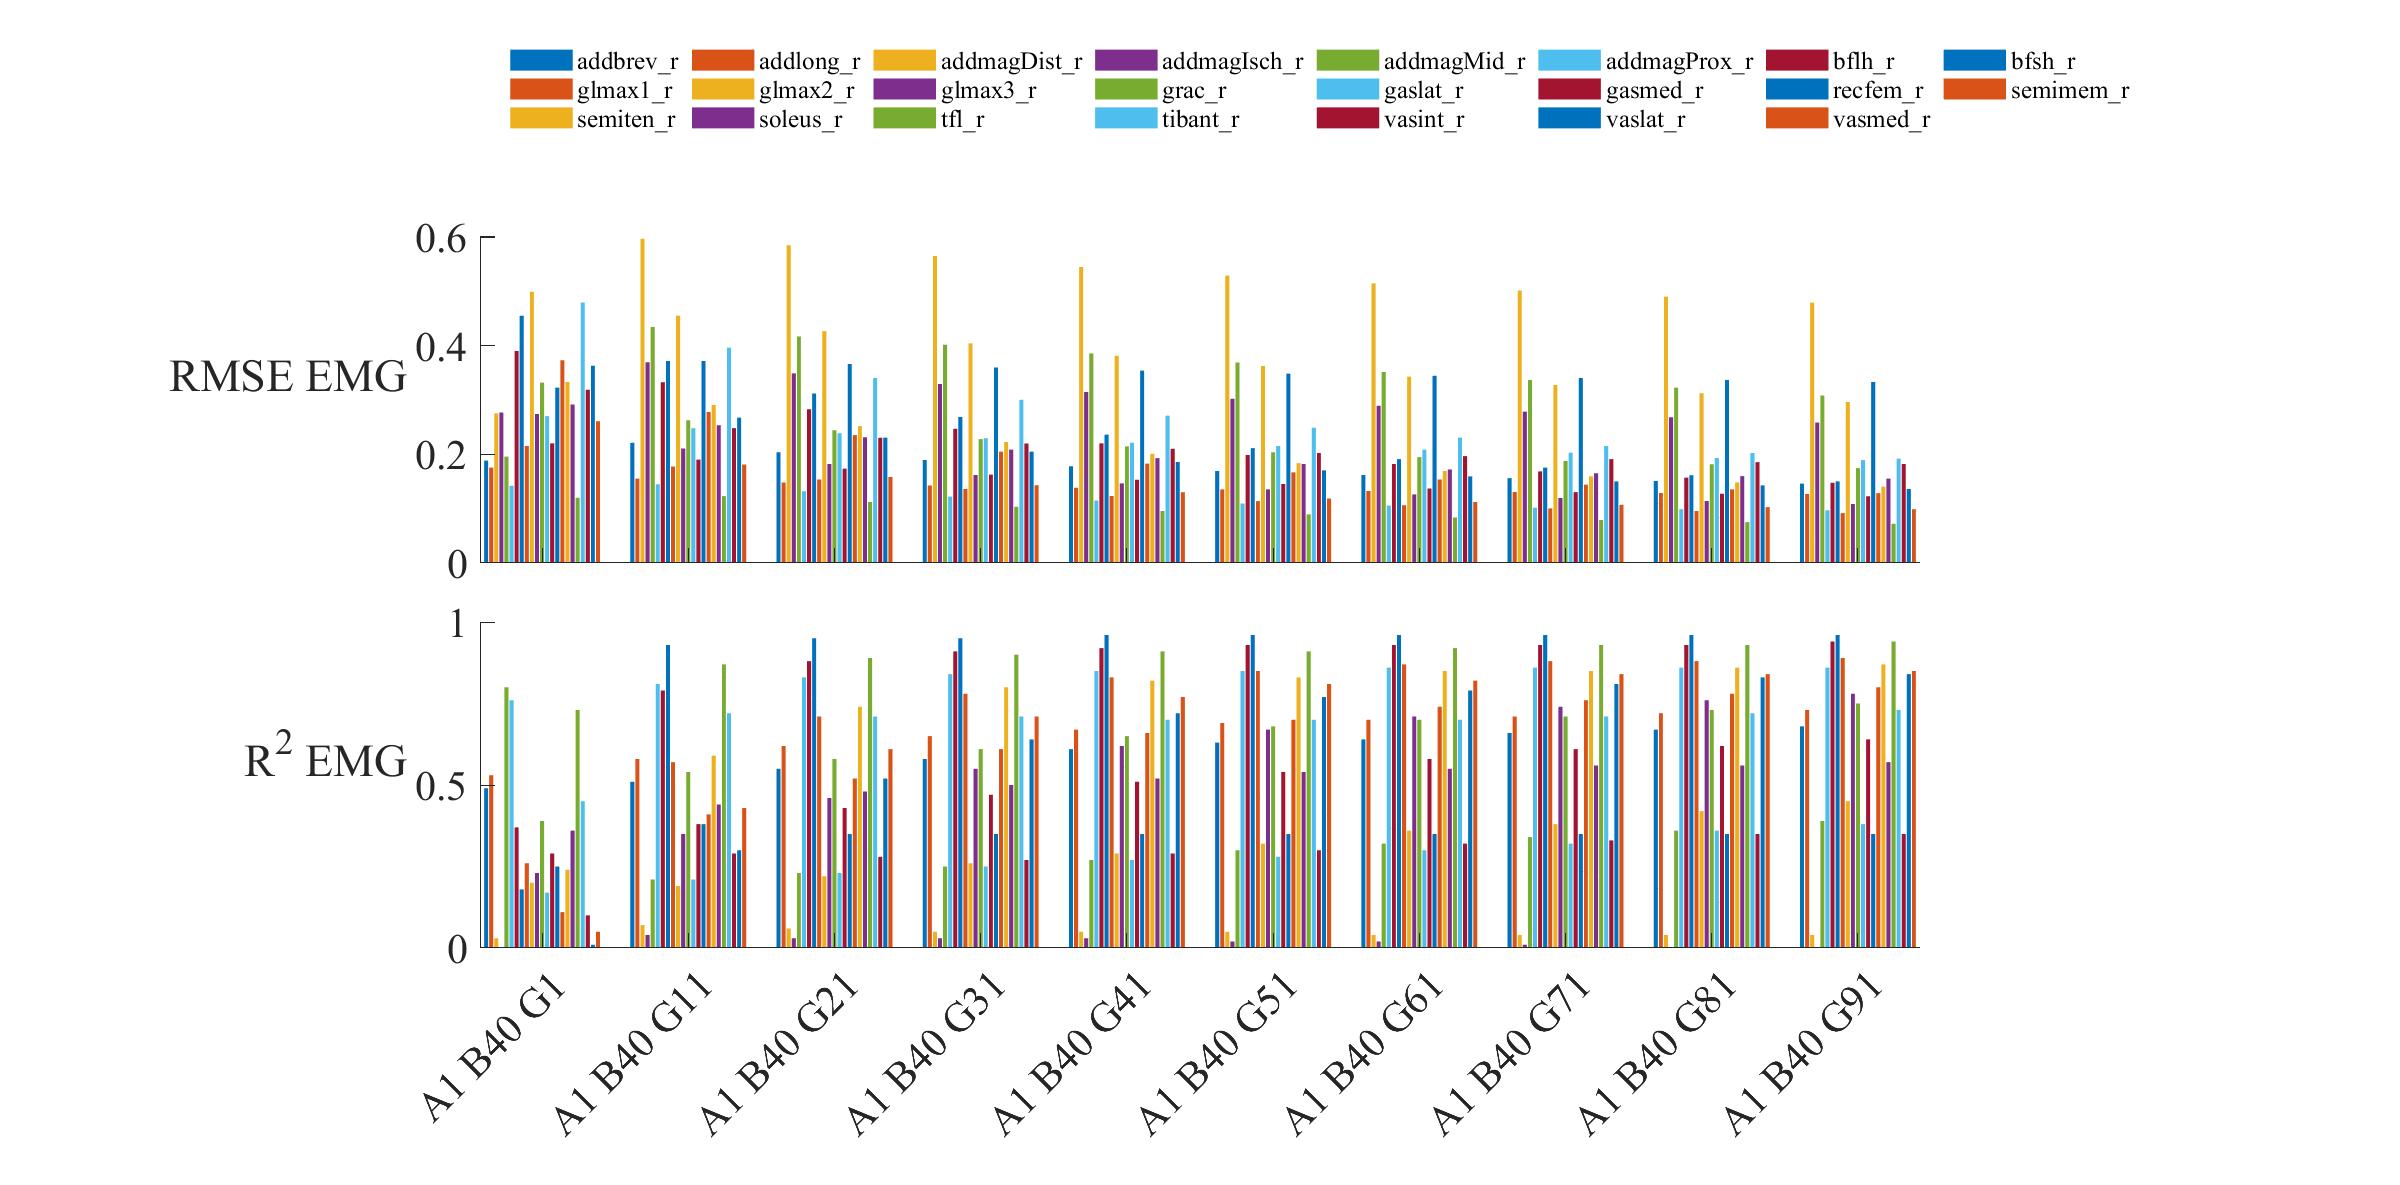 addbrev_r addlong_r addmagDist_r addmagIsch_r addmagMid_r addmagProx_r bflh_r bfsh_r
glmax1_r glmax2_r glmax3_r grac_r gaslat_r gasmed_r recfem_r semimem_r
semiten_r soleus_r tfl_r tibant_r vasint_r vaslat_r vasmed_r
0.6
0.4
RMSE EMG
0.2
0
1
R² EMG
0.5
0
A1 B40 G1
A1 B40 G11
A1 B40 G21
A1 B40 G31
A1 B40 G41
A1 B40 G51
A1 B40 G61
A1 B40 G71
A1 B40 G81
A1 B40 G91